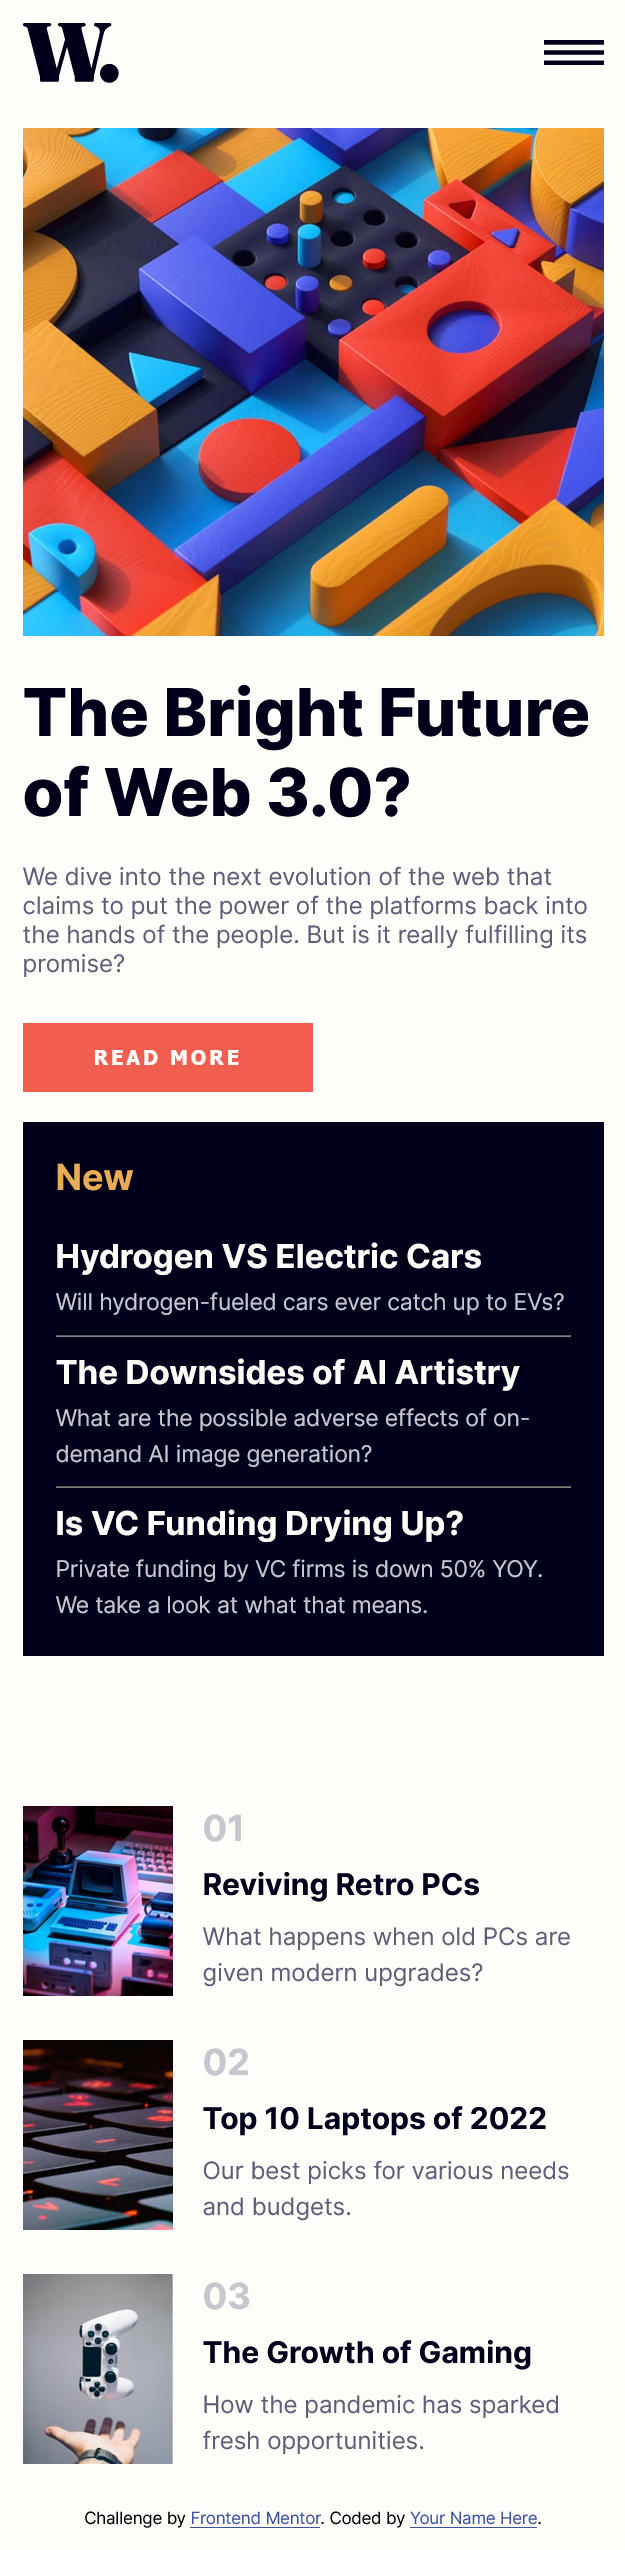 W.
The Bright Future
of Web 3.0?
We dive into the next evolution of the web that
claims to put the power of the platforms back into
the hands of the people. But is it really fulfilling its
promise?
READ MORE
New
Hydrogen VS Electric Cars
Will hydrogen-fueled cars ever catch up to EVs?
The Downsides of AI Artistry
What are the possible adverse effects of on-
demand AI image generation?
Is VC Funding Drying Up?
Private funding by VC firms is down 50% YOY.
We take a look at what that means.
01
Reviving Retro PCs
What happens when old PCs are
given modern upgrades?
02
Top 10 Laptops of 2022
Our best picks for various needs
and budgets.
03
The Growth of Gaming
How the pandemic has sparked
fresh opportunities.
Challenge by Frontend Mentor. Coded by Your Name Here.